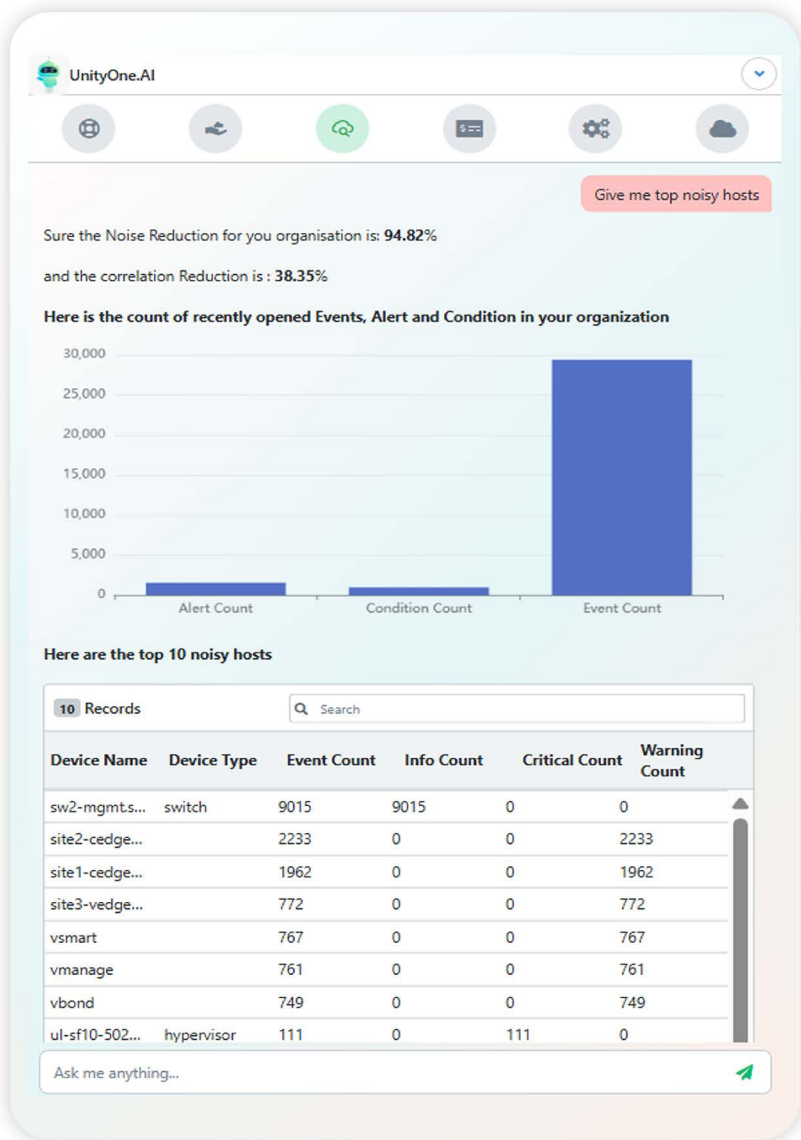 UnityOne.AI
Give me top noisy hosts
Sure the Noise Reduction for you organisation is: 94.82%
and the correlation Reduction is : 38.35%
Here is the count of recently opened Events, Alert and Condition in your organization
30,000
25,000
20,000
15,000
10,000
5,000
0
Alert Count Condition Count Event Count
Here are the top 10 noisy hosts
10 Records Search
Device Name Device Type Event Count Info Count Critical Count Warning Count
sw2-mgmt.s... switch 9015 9015 0 0
site2-cedge... 2233 0 0 2233
site1-cedge... 1962 0 0 1962
site3-vedge... 772 0 0 772
vsmart 767 0 0 767
vmanage 761 0 0 761
vbond 749 0 0 749
ul-sf10-502... hypervisor 111 0 111 0
Ask me anything...